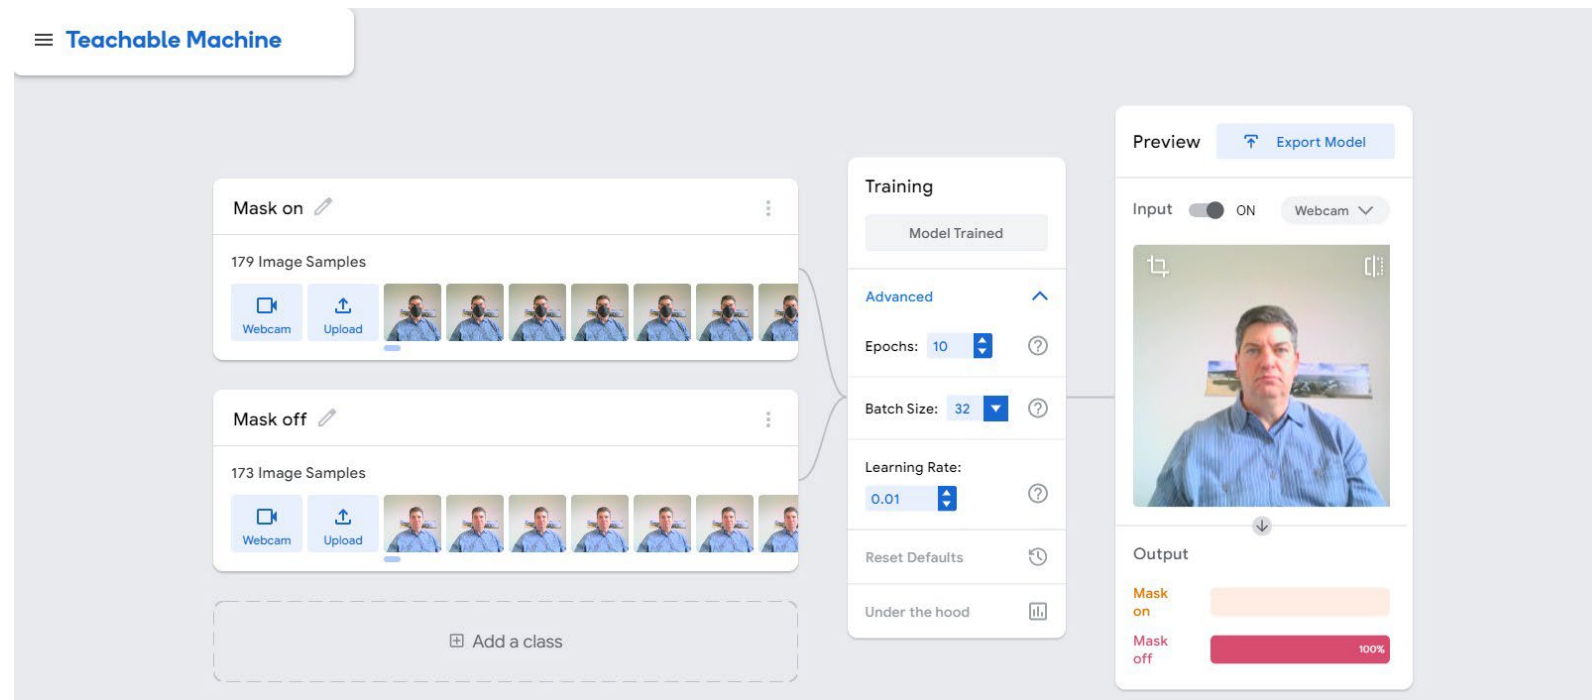 Teachable Machine
Mask on
179 Image Samples
Webcam
Upload
Mask off
173 Image Samples
Webcam
Upload
Add a class
Training
Model Trained
Advanced
Epochs: 10
Batch Size: 32
Learning Rate:
0.01
Reset Defaults
Under the hood
Preview
Export Model
Input ON Webcam
Output
Mask
on
Mask
off
100%